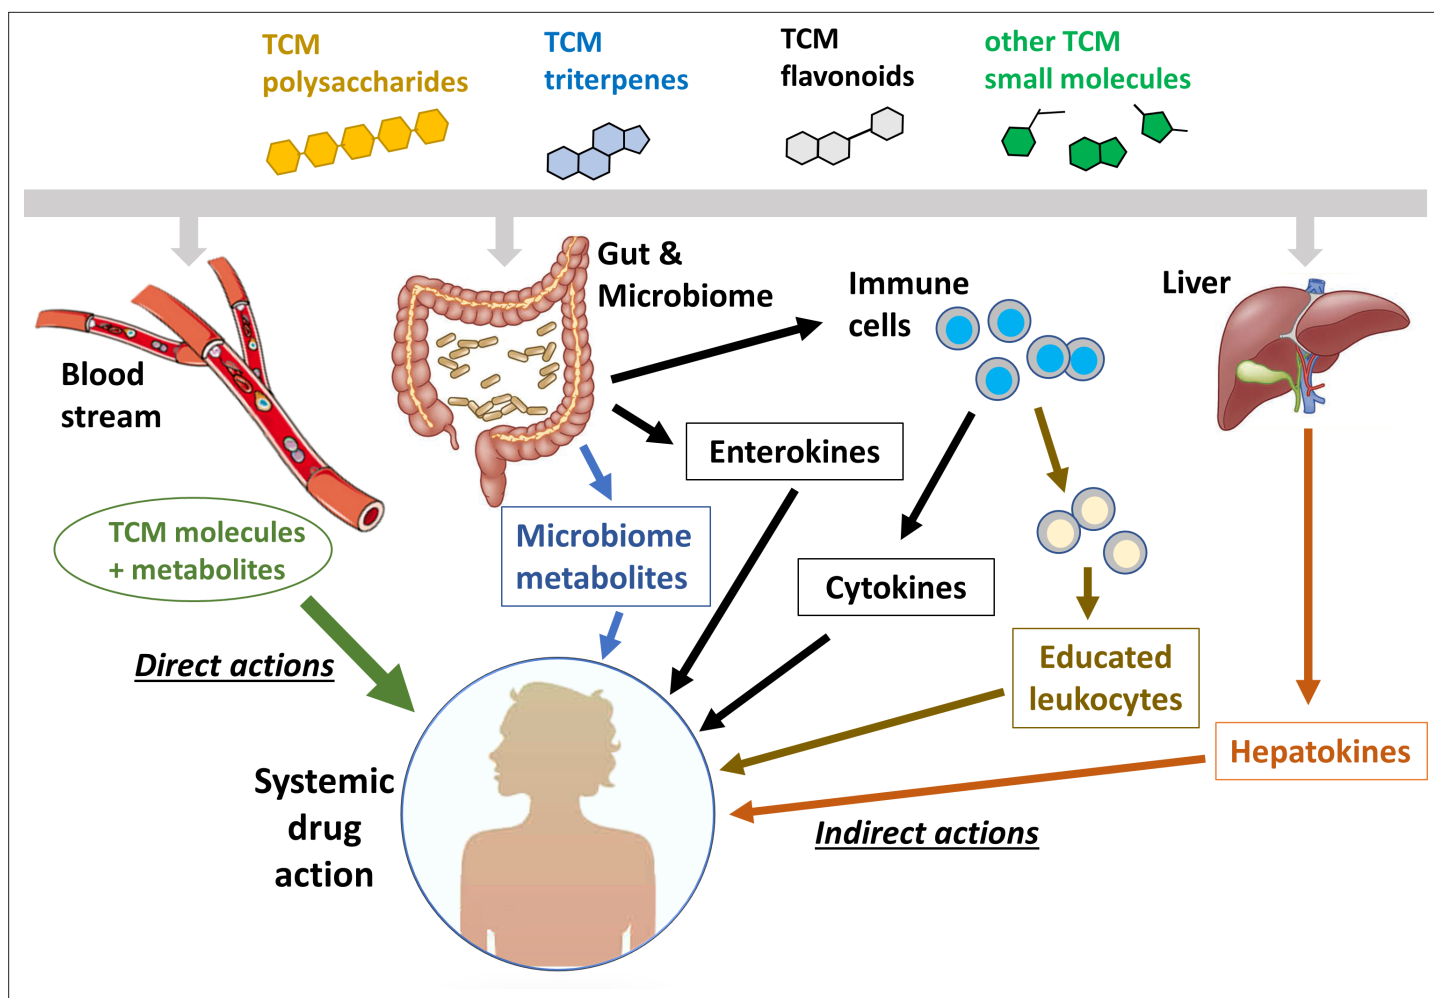 TCM
polysaccharides
TCM
triterpenes
TCM
flavonoids
other TCM
small molecules
Gut &
Microbiome
Immune
cells
Liver
Blood
stream
Enterokines
TCM molecules
+ metabolites
Microbiome
metabolites
Cytokines
Direct actions
Educated
leukocytes
Hepatokines
Systemic
drug
action
Indirect actions